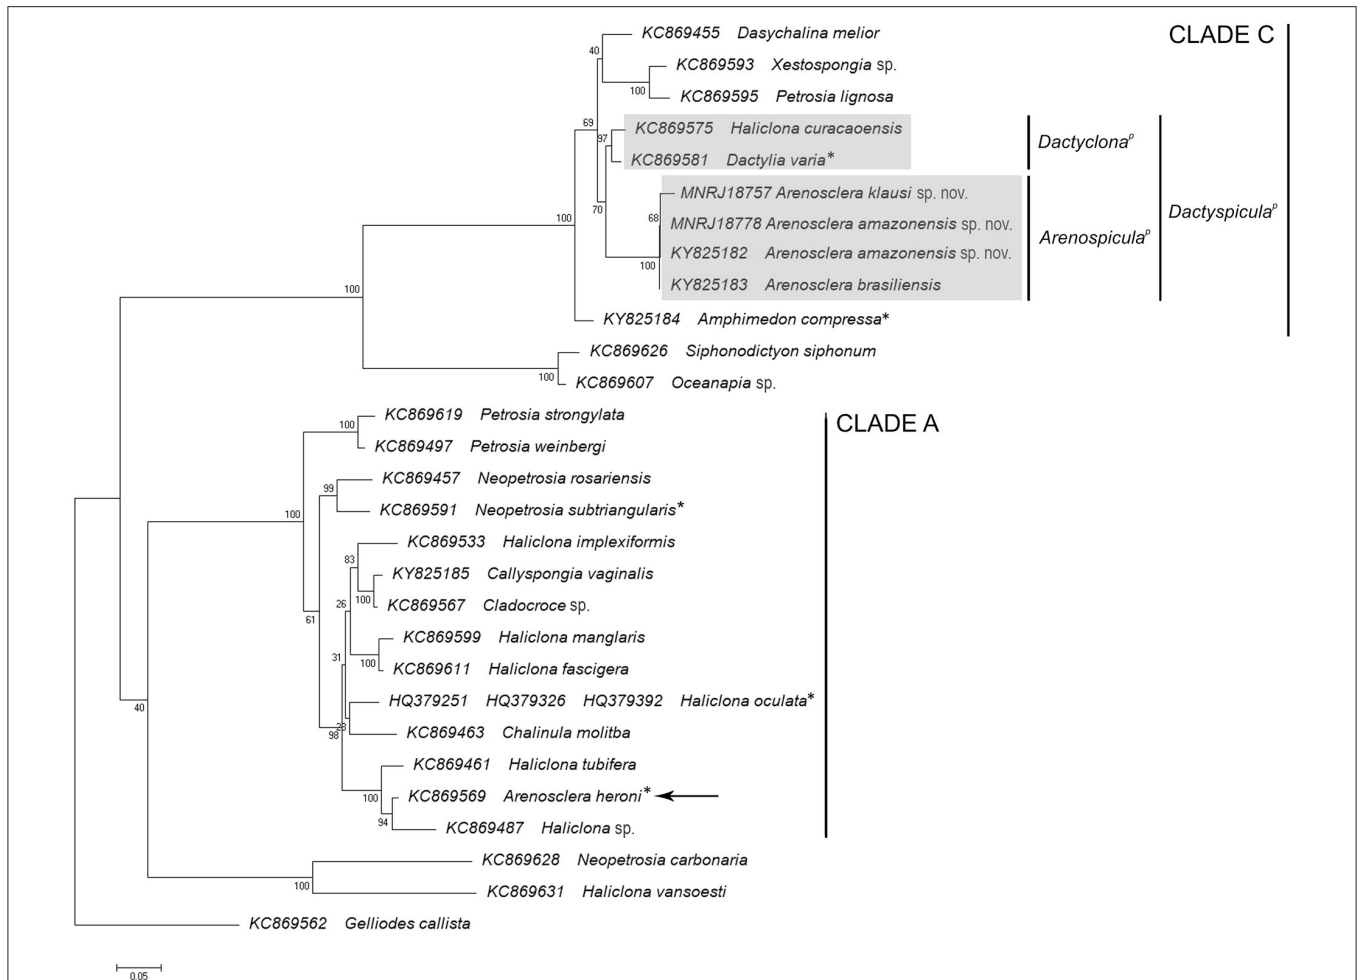 KC869455 Dasychalina melior
CLADE C
40
KC869593 Xestospongia sp.
100
KC869595 Petrosia lignosa
69
KC869575 Haliclona curacaoensis
97
Dactyclonaᵖ
KC869581 Dactylia varia*
MNRJ18757 Arenosclera klausi sp. nov.
70
68
Dactyspiculaᵖ
100
MNRJ18778 Arenosclera amazonensis sp. nov.
Arenospiculaᵖ
KY825182 Arenosclera amazonensis sp. nov.
100
KY825183 Arenosclera brasiliensis
100
KY825184 Amphimedon compressa*
KC869626 Siphonodictyon siphonum
100
KC869607 Oceanapia sp.
KC869619 Petrosia strongylata
100
CLADE A
KC869497 Petrosia weinbergi
KC869457 Neopetrosia rosariensis
99
100
KC869591 Neopetrosia subtriangularis*
KC869533 Haliclona implexiformis
83
KY825185 Callyspongia vaginalis
100
KC869567 Cladocroce sp.
26
61
KC869599 Haliclona manglaris
31
100
KC869611 Haliclona fascigera
HQ379251 HQ379326 HQ379392 Haliclona oculata*
40
28
98
KC869463 Chalinula molitba
KC869461 Haliclona tubifera
100
KC869569 Arenosclera heroni*
94
KC869487 Haliclona sp.
KC869628 Neopetrosia carbonaria
100
KC869631 Haliclona vansoesti
KC869562 Gelliodes callista
0.05